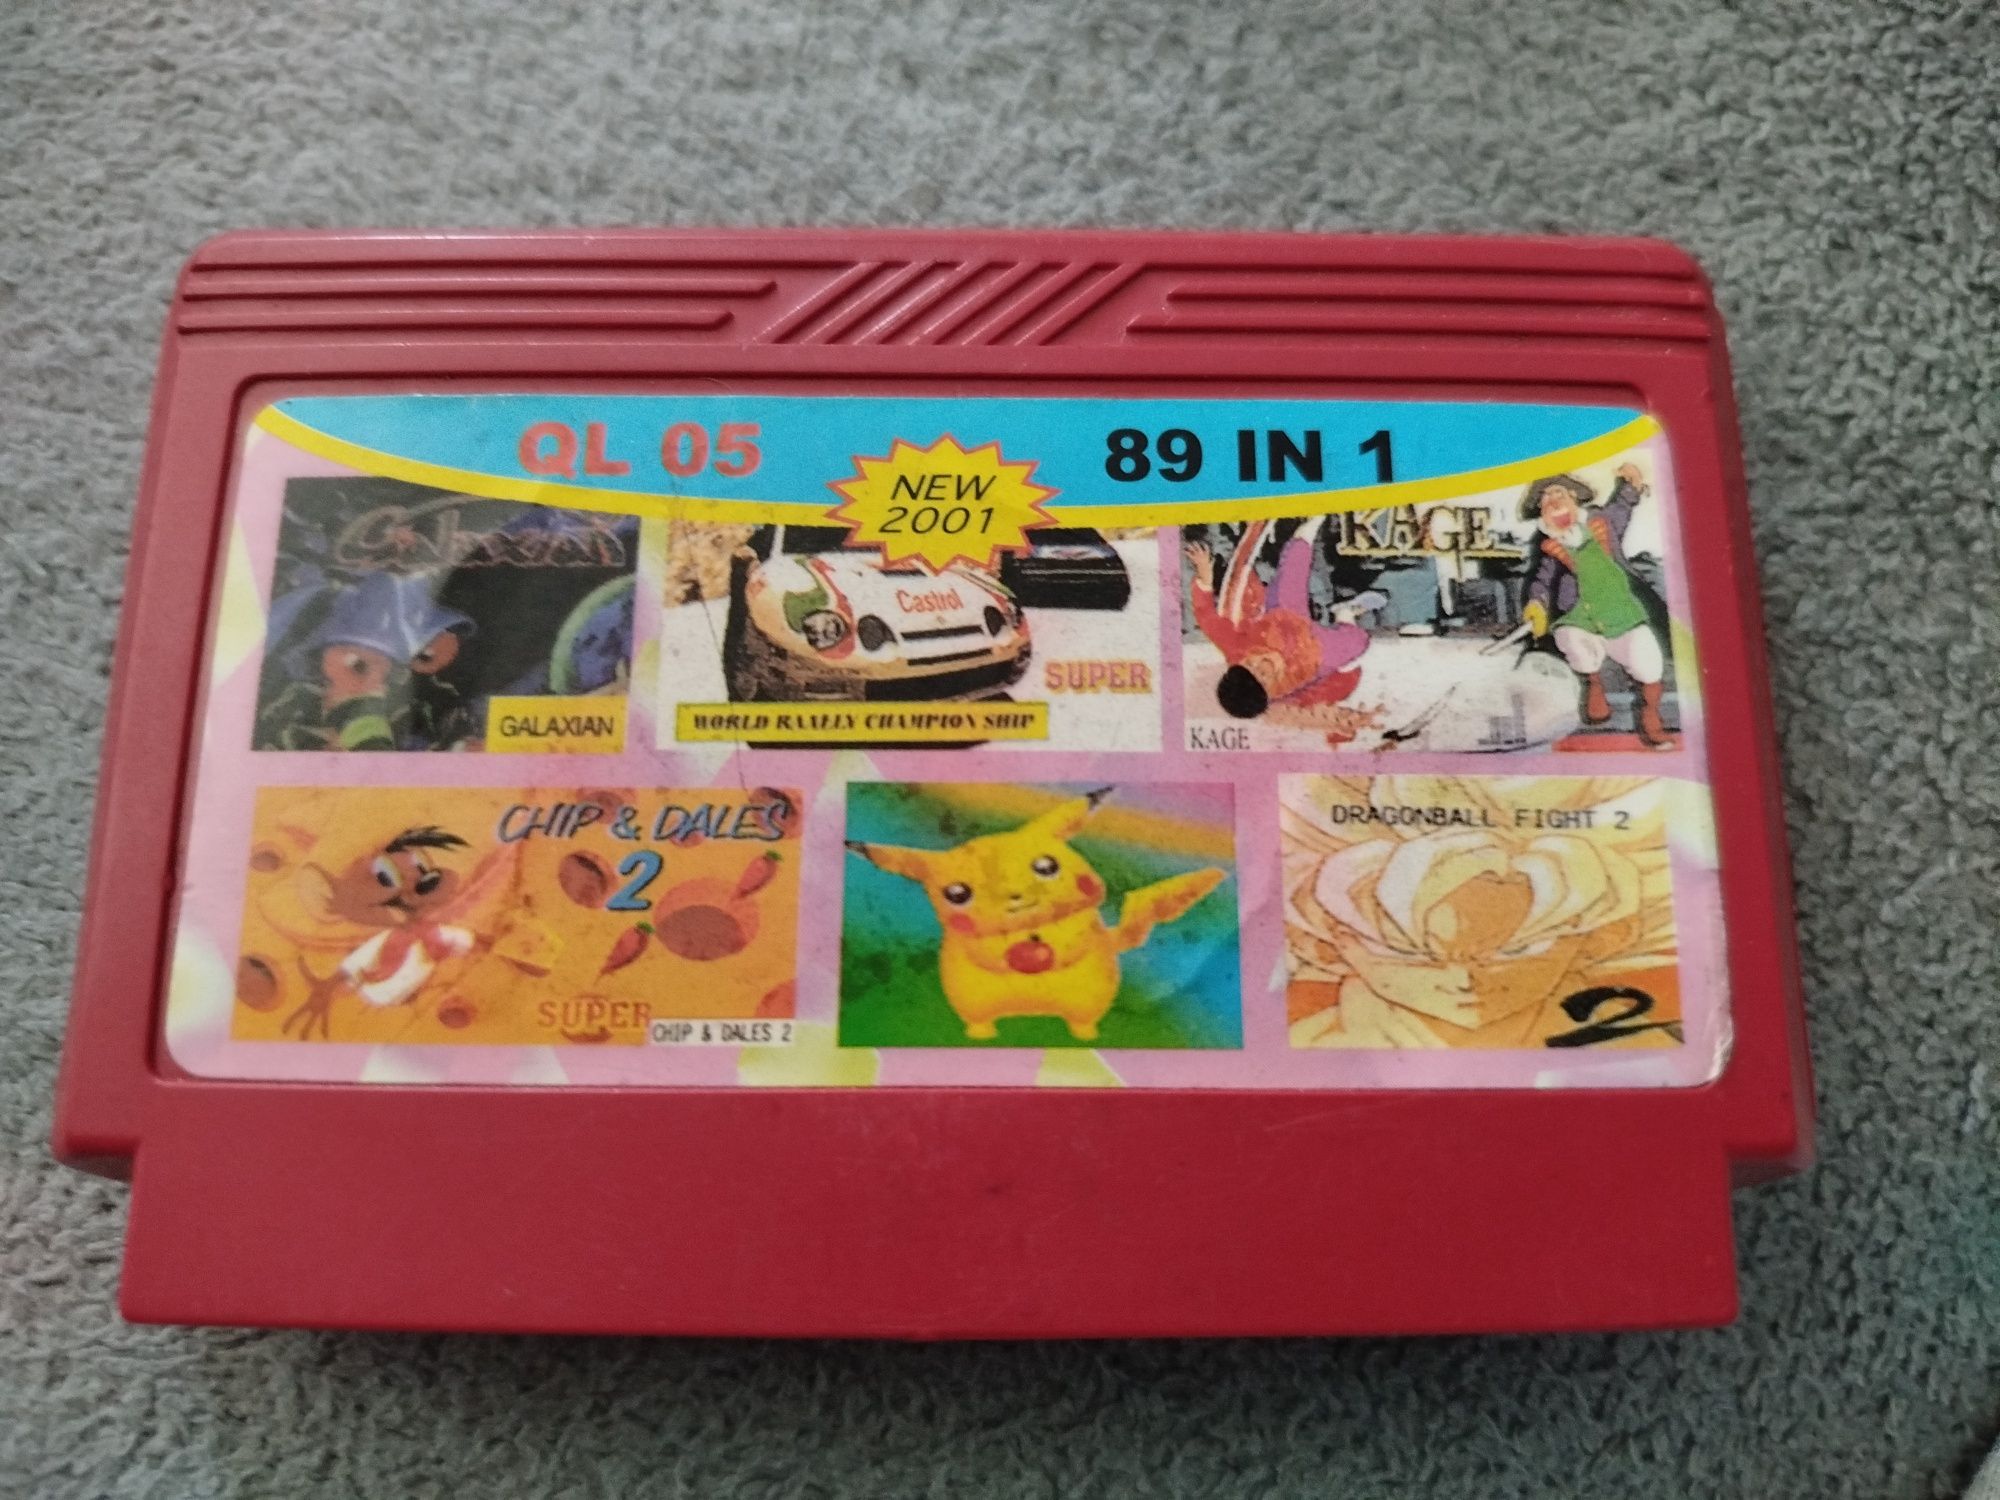 QL 05
NEW
2001
89 IN 1
GALAXIAN
Castrol
SUPER
WORLD RAALLY CHAMPION SHIP
KAGE
KAGE
CHIP & DALES
2
SUPER
CHIP & DALES 2
DRAGONBALL FIGHT 2
2